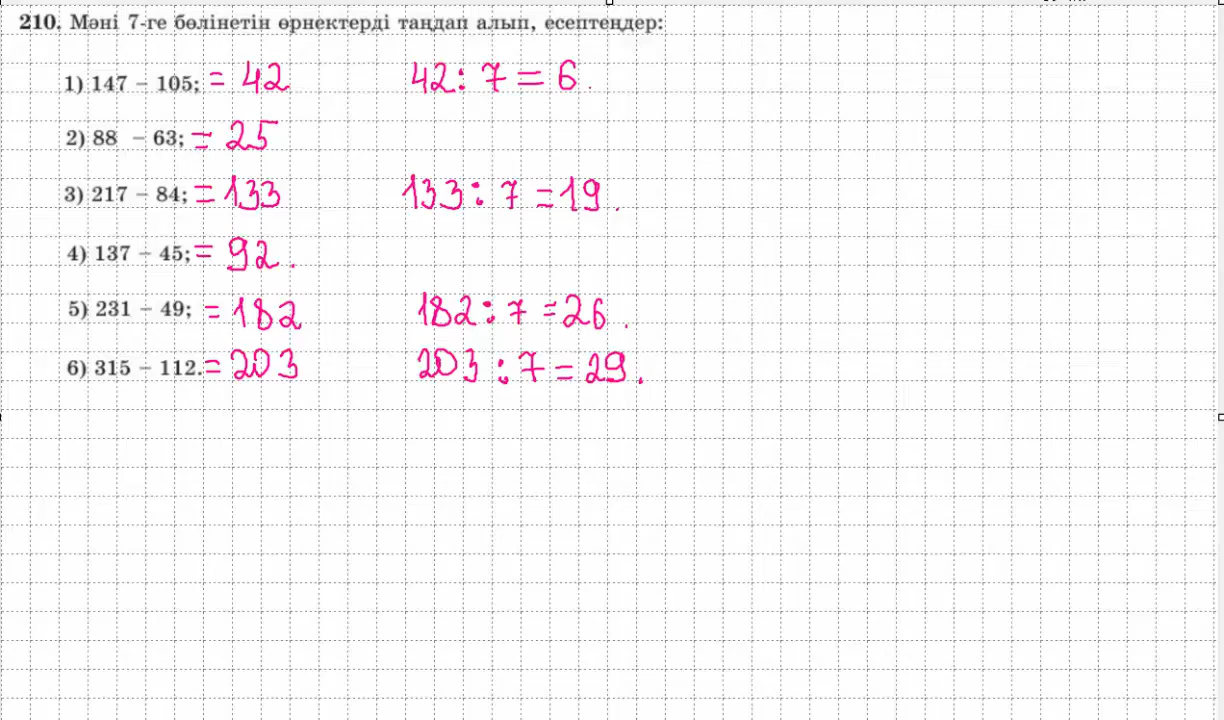 210. Мәні 7-ге бөлінетін өрнектерді таңдап алып, есептеңдер:
1) 147 – 105; = 42 42 : 7 = 6.
2) 88 – 63; = 25
3) 217 – 84; = 133 133 : 7 = 19.
4) 137 – 45; = 92.
5) 231 – 49; = 182 182 : 7 = 26.
6) 315 – 112. = 203 203 : 7 = 29.